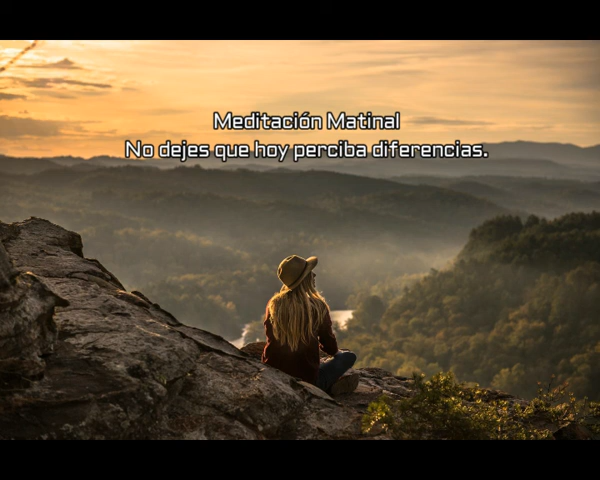 Meditación Matinal
No dejes que hoy perciba diferencias.